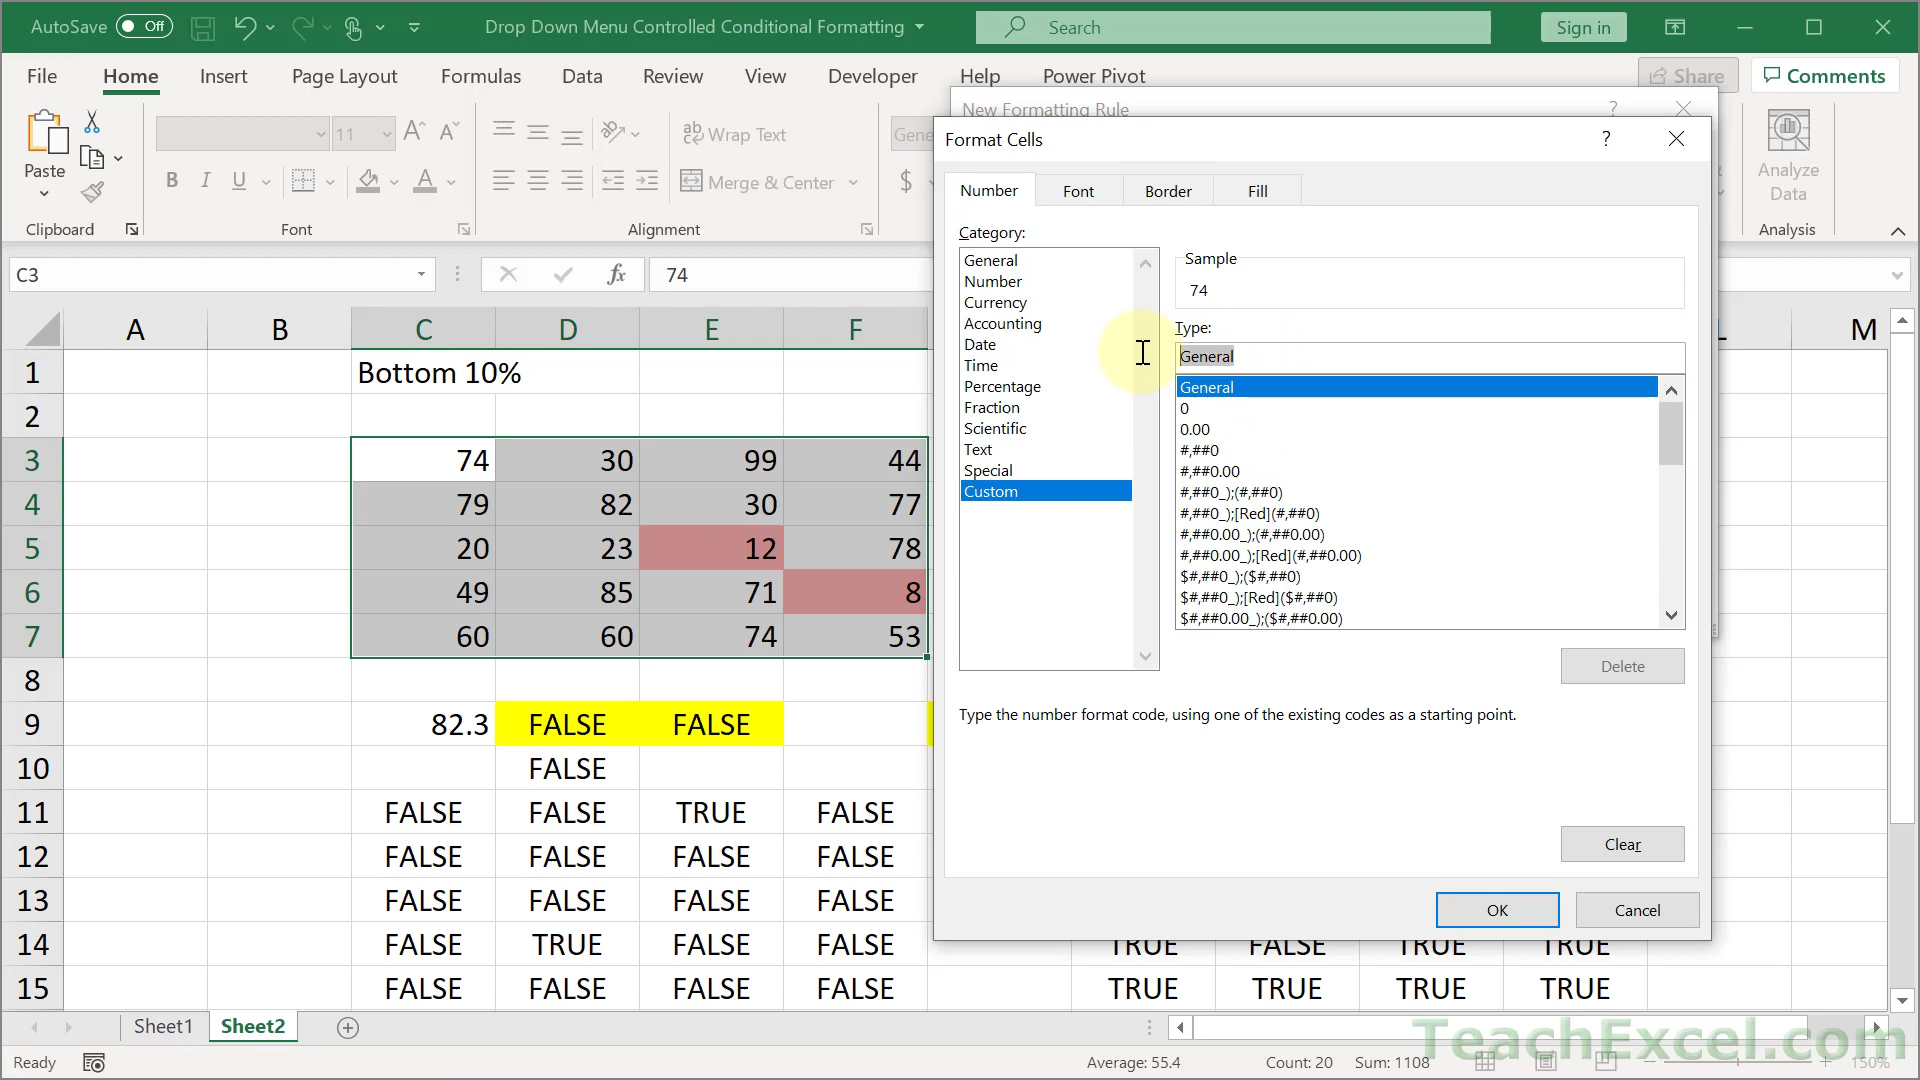 AutoSave Off Drop Down Menu Controlled Conditional Formatting Search Sign in
File Home Insert Page Layout Formulas Data Review View Developer Help Power Pivot Share Comments
New Formatting Rule ?
Format Cells ?
Paste
11 A A
Wrap Text
Gene
B I U A
Merge & Center
$
Analyze
Data
Clipboard Font Alignment Analysis
Number Font Border Fill
C3 fx 74
Category:
General
Number
Currency
Accounting
Date
Time
Percentage
Fraction
Scientific
Text
Special
Custom
Sample
74
Type:
General
General
0
0.00
#,##0
#,##0.00
#,##0_);(#,##0)
#,##0_);[Red](#,##0)
#,##0.00_);(#,##0.00)
#,##0.00_);[Red](#,##0.00)
$#,##0_);($#,##0)
$#,##0_);[Red]($#,##0)
$#,##0.00_);($#,##0.00)
Delete
Type the number format code, using one of the existing codes as a starting point.
Clear
OK Cancel
A B C D E F L M
1 Bottom 10%
2
3 74 30 99 44
4 79 82 30 77
5 20 23 12 78
6 49 85 71 8
7 60 60 74 53
8
9 82.3 FALSE FALSE
10 FALSE
11 FALSE FALSE TRUE FALSE
12 FALSE FALSE FALSE FALSE
13 FALSE FALSE FALSE FALSE
14 FALSE TRUE FALSE FALSE TRUE FALSE TRUE TRUE
15 FALSE FALSE FALSE FALSE TRUE TRUE TRUE TRUE
Sheet1 Sheet2
TeachExcel.com
Ready Average: 55.4 Count: 20 Sum: 1108 150%